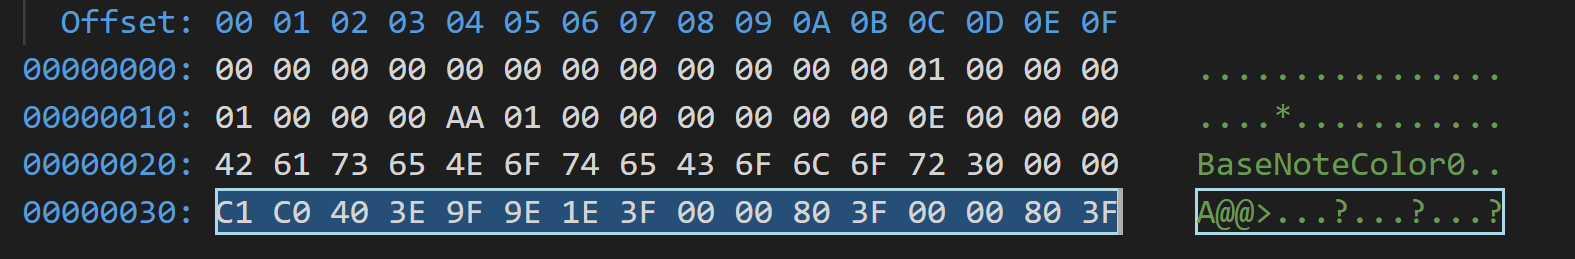 Offset: 00 01 02 03 04 05 06 07 08 09 0A 0B 0C 0D 0E 0F
00000000: 00 00 00 00 00 00 00 00 00 00 00 00 01 00 00 00 ................
00000010: 01 00 00 00 AA 01 00 00 00 00 00 00 0E 00 00 00 ....*...........
00000020: 42 61 73 65 4E 6F 74 65 43 6F 6C 6F 72 30 00 00 BaseNoteColor0..
00000030: C1 C0 40 3E 9F 9E 1E 3F 00 00 80 3F 00 00 80 3F A@@>...?...?...?